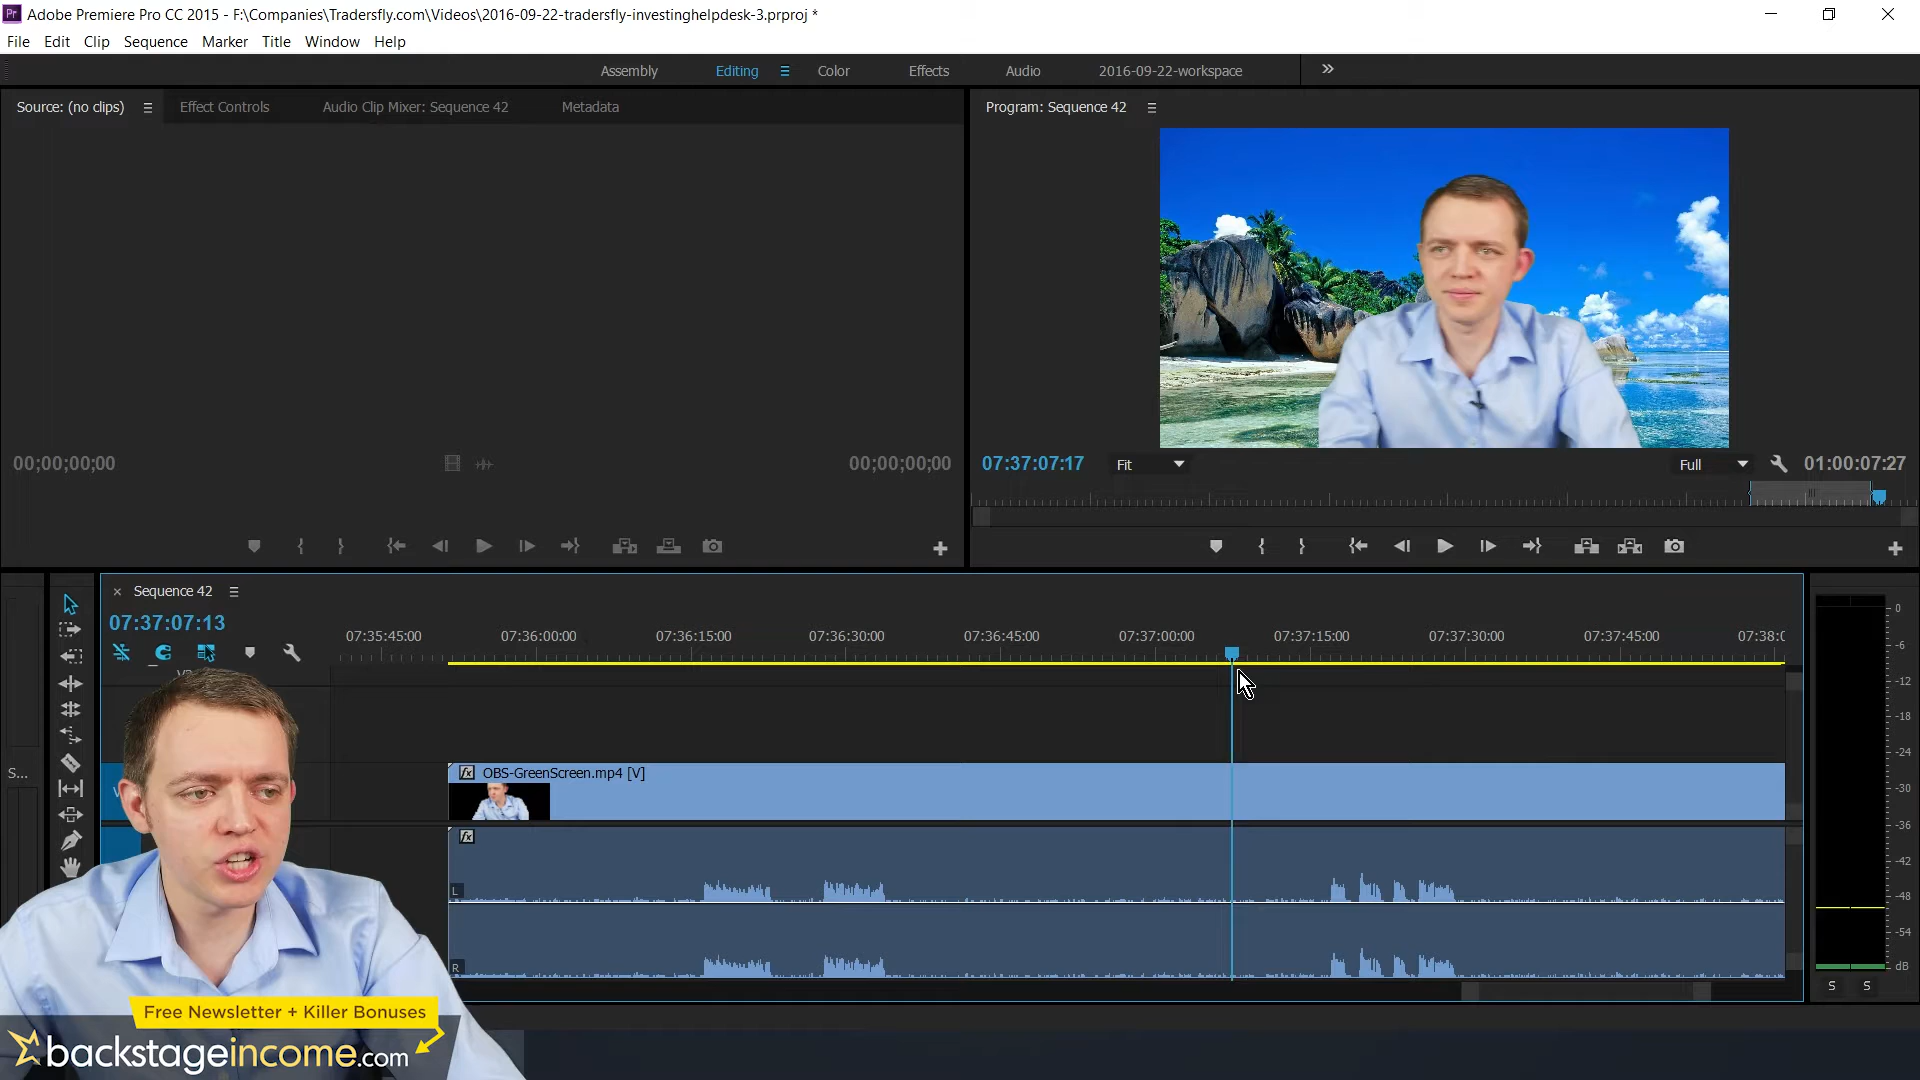 Pr Adobe Premiere Pro CC 2015 - F:\Companies\Tradersfly.com\Videos\2016-09-22-tradersfly-investinghelpdesk-3.prproj *
File Edit Clip Sequence Marker Title Window Help
Assembly Editing Color Effects Audio 2016-09-22-workspace
Source: (no clips) Effect Controls Audio Clip Mixer: Sequence 42 Metadata
Program: Sequence 42
00;00;00;00 00;00;00;00
07:37:07:17 Fit Full 01:00:07:27
Sequence 42
07:37:07:13
07:35:45:00 07:36:00:00 07:36:15:00 07:36:30:00 07:36:45:00 07:37:00:00 07:37:15:00 07:37:30:00 07:37:45:00 07:38:0
S...
fx OBS-GreenScreen.mp4 [V]
fx
L
R
0
-6
-12
-18
-24
-30
-36
-42
-48
-54
dB
S S
Free Newsletter + Killer Bonuses
backstageincome.com